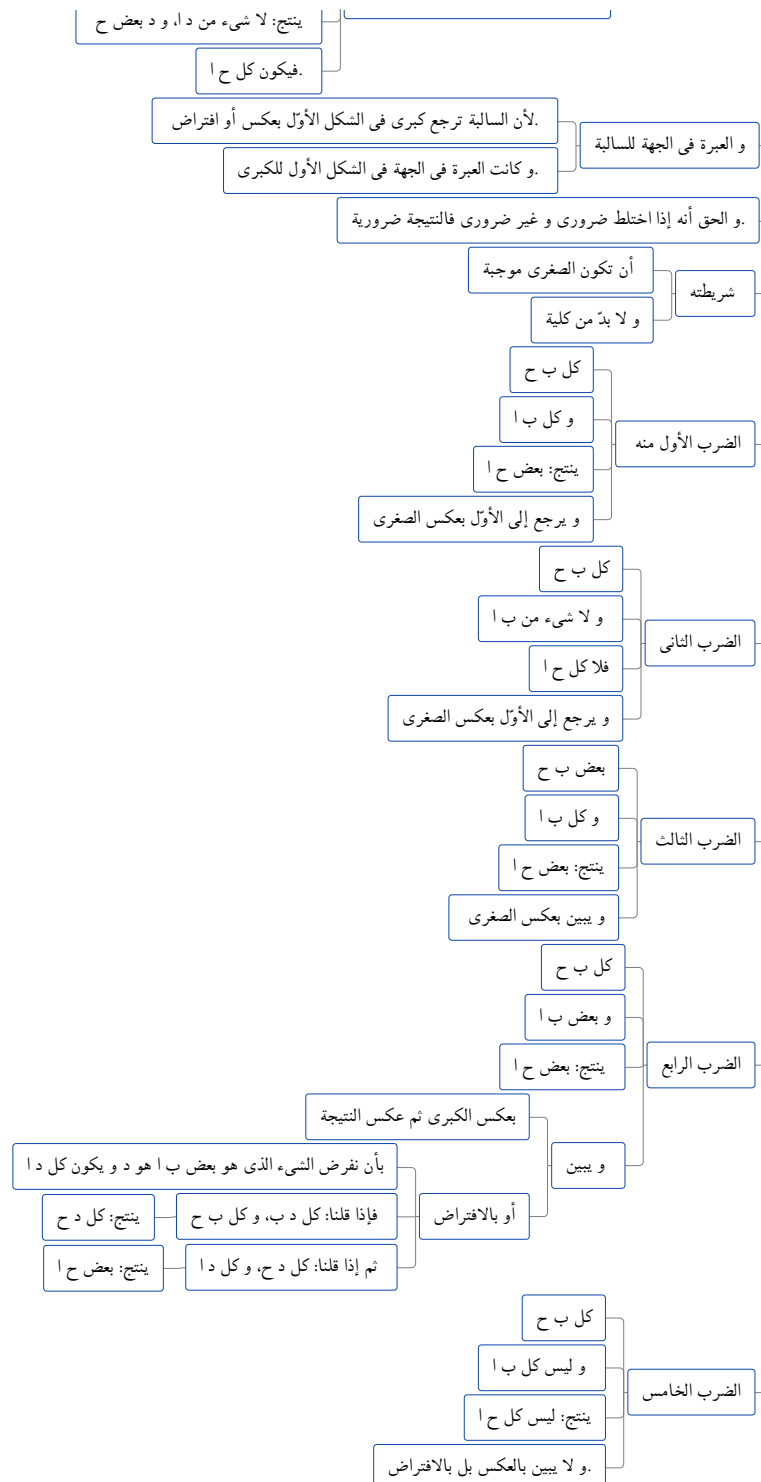 ينتج: لا شىء من د ا، و د بعض ح
.فيكون كل ح ا
و العبرة فى الجهة للسالبة
.لأن السالبة ترجع كبرى فى الشكل الأوّل بعكس أو افتراض
.و كانت العبرة فى الجهة فى الشكل الأول للكبرى
.و الحق أنه إذا اختلط ضرورى و غير ضرورى فالنتيجة ضرورية
شريطته
أن تكون الصغرى موجبة
و لا بدّ من كلية
الضرب الأول منه
كل ب ح
و كل ب ا
ينتج: بعض ح ا
و يرجع إلى الأوّل بعكس الصغرى
الضرب الثانى
كل ب ح
و لا شىء من ب ا
فلا كل ح ا
و يرجع إلى الأوّل بعكس الصغرى
الضرب الثالث
بعض ب ح
و كل ب ا
ينتج: بعض ح ا
و يبين بعكس الصغرى
الضرب الرابع
كل ب ح
و بعض ب ا
ينتج: بعض ح ا
و يبين
بعكس الكبرى ثم عكس النتيجة
أو بالافتراض
بأن نفرض الشىء الذى هو بعض ب ا هو د و يكون كل د ا
فإذا قلنا: كل د ب، و كل ب ح
ينتج: كل د ح
ثم إذا قلنا: كل د ح، و كل د ا
ينتج: بعض ح ا
الضرب الخامس
كل ب ح
و ليس كل ب ا
ينتج: ليس كل ح ا
.و لا يبين بالعكس بل بالافتراض